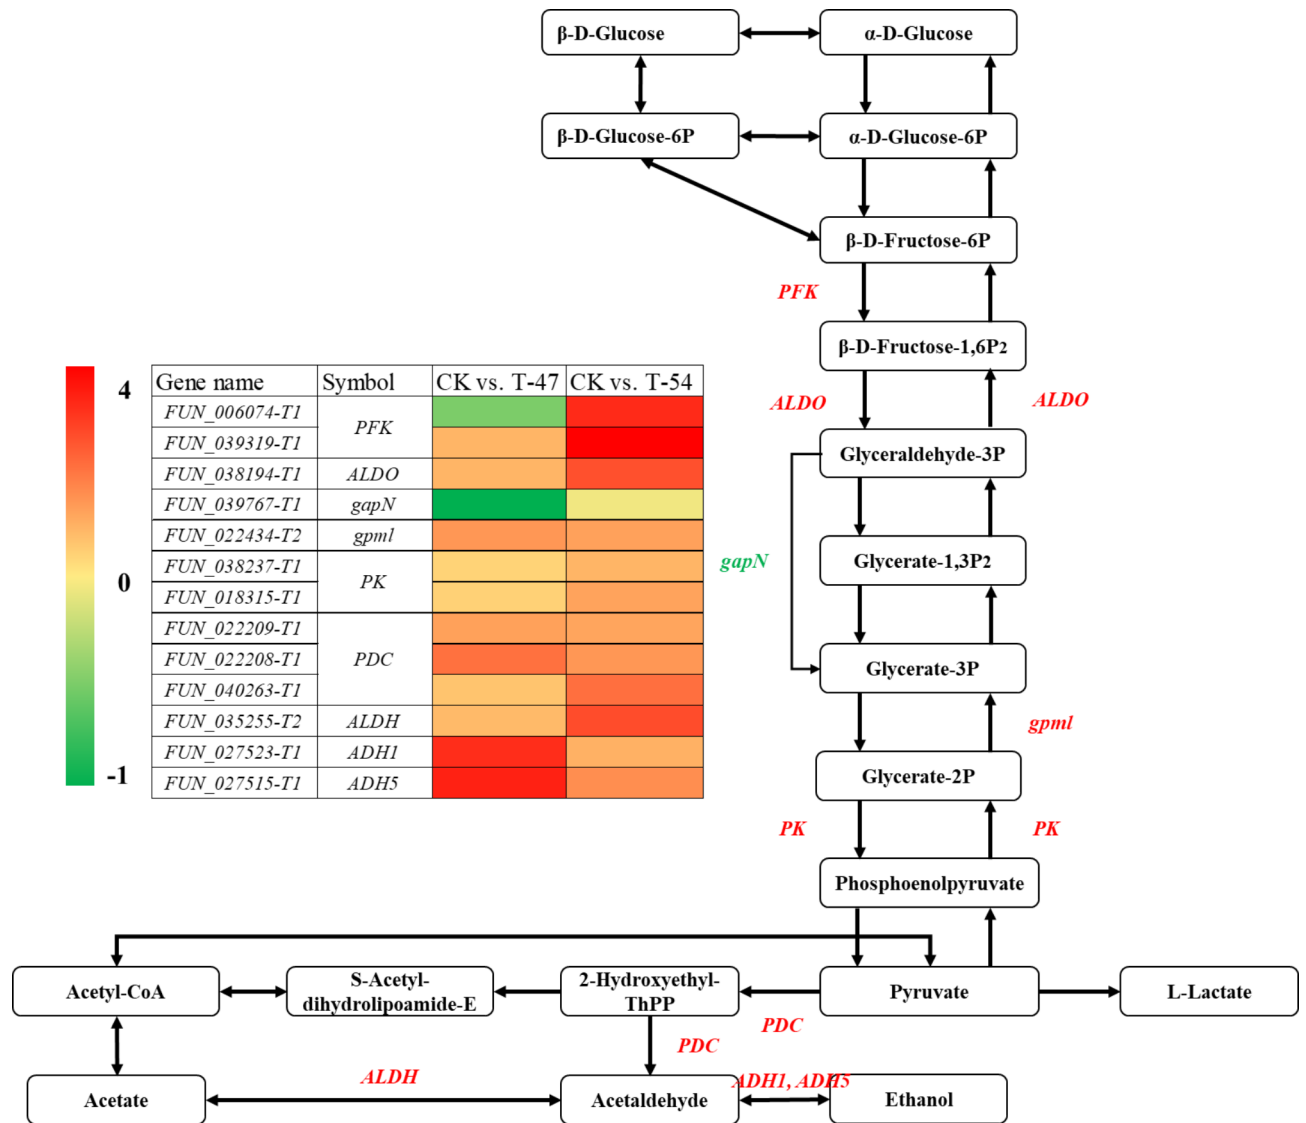 β-D-Glucose
α-D-Glucose
β-D-Glucose-6P
α-D-Glucose-6P
β-D-Fructose-6P
PFK
β-D-Fructose-1,6P2
ALDO
ALDO
Glyceraldehyde-3P
gapN
Glycerate-1,3P2
Glycerate-3P
gpml
Glycerate-2P
PK
PK
Phosphoenolpyruvate
4
0
-1
Gene name Symbol CK vs. T-47 CK vs. T-54
FUN_006074-T1
PFK
FUN_039319-T1
FUN_038194-T1 ALDO
FUN_039767-T1 gapN
FUN_022434-T2 gpml
FUN_038237-T1
PK
FUN_018315-T1
FUN_022209-T1
FUN_022208-T1 PDC
FUN_040263-T1
FUN_035255-T2 ALDH
FUN_027523-T1 ADH1
FUN_027515-T1 ADH5
Acetyl-CoA
S-Acetyl-
dihydrolipoamide-E
2-Hydroxyethyl-
ThPP
Pyruvate
L-Lactate
PDC
PDC
ALDH
ADH1, ADH5
Acetate
Acetaldehyde
Ethanol